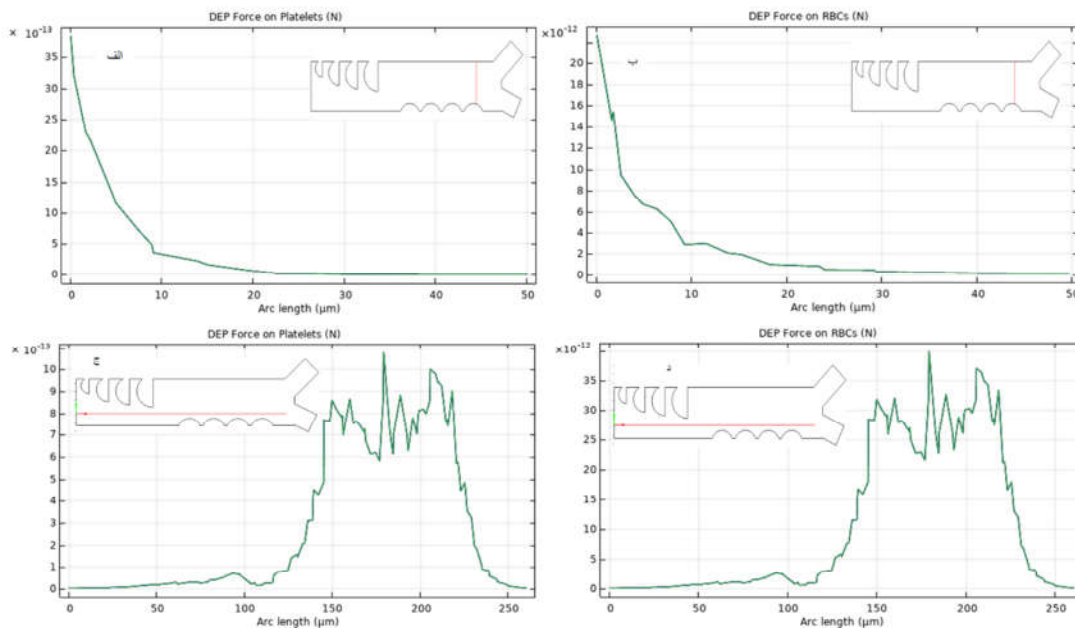 DEP Force on Platelets (N)
× 10⁻¹³
35
30
25
20
15
10
5
0
0 10 20 30 40 50
Arc length (µm)
DEP Force on RBCs (N)
×10⁻¹²
ب
20
18
16
14
12
10
8
6
4
2
0
0 10 20 30 40 50
Arc length (µm)
DEP Force on Platelets (N)
× 10⁻¹³
ج
10
9
8
7
6
5
4
3
2
1
0
0 50 100 150 200 250
Arc length (µm)
DEP Force on RBCs (N)
×10⁻¹²
د
35
30
25
20
15
10
5
0
0 50 100 150 200 250
Arc length (µm)